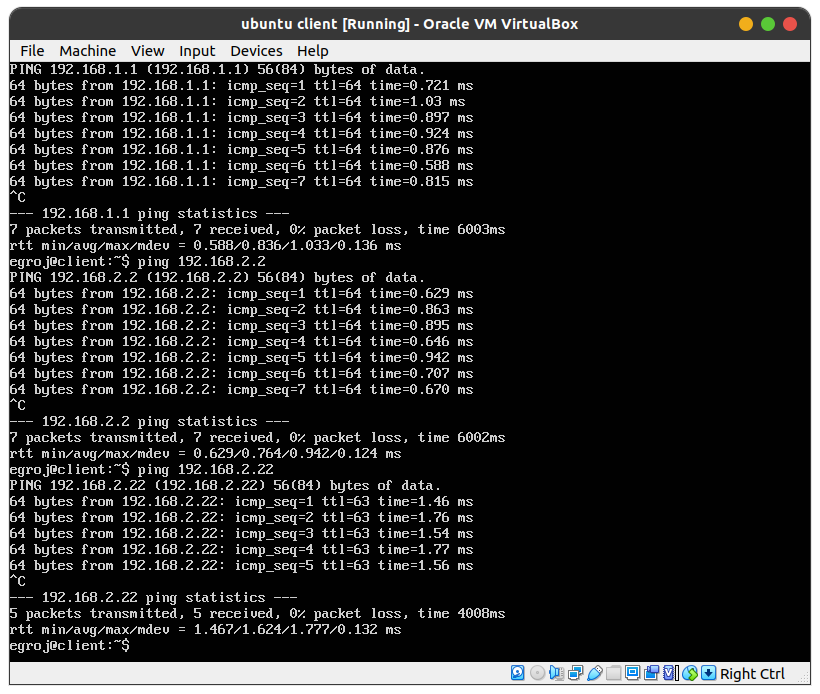 ubuntu client [Running] - Oracle VM VirtualBox
File Machine View Input Devices Help
PING 192.168.1.1 (192.168.1.1) 56(84) bytes of data.
64 bytes from 192.168.1.1: icmp_seq=1 ttl=64 time=0.721 ms
64 bytes from 192.168.1.1: icmp_seq=2 ttl=64 time=1.03 ms
64 bytes from 192.168.1.1: icmp_seq=3 ttl=64 time=0.897 ms
64 bytes from 192.168.1.1: icmp_seq=4 ttl=64 time=0.924 ms
64 bytes from 192.168.1.1: icmp_seq=5 ttl=64 time=0.876 ms
64 bytes from 192.168.1.1: icmp_seq=6 ttl=64 time=0.588 ms
64 bytes from 192.168.1.1: icmp_seq=7 ttl=64 time=0.815 ms
^C
--- 192.168.1.1 ping statistics ---
7 packets transmitted, 7 received, 0% packet loss, time 6003ms
rtt min/avg/max/mdev = 0.588/0.836/1.033/0.136 ms
egroj@client:~$ ping 192.168.2.2
PING 192.168.2.2 (192.168.2.2) 56(84) bytes of data.
64 bytes from 192.168.2.2: icmp_seq=1 ttl=64 time=0.629 ms
64 bytes from 192.168.2.2: icmp_seq=2 ttl=64 time=0.863 ms
64 bytes from 192.168.2.2: icmp_seq=3 ttl=64 time=0.895 ms
64 bytes from 192.168.2.2: icmp_seq=4 ttl=64 time=0.646 ms
64 bytes from 192.168.2.2: icmp_seq=5 ttl=64 time=0.942 ms
64 bytes from 192.168.2.2: icmp_seq=6 ttl=64 time=0.707 ms
64 bytes from 192.168.2.2: icmp_seq=7 ttl=64 time=0.670 ms
^C
--- 192.168.2.2 ping statistics ---
7 packets transmitted, 7 received, 0% packet loss, time 6002ms
rtt min/avg/max/mdev = 0.629/0.764/0.942/0.124 ms
egroj@client:~$ ping 192.168.2.22
PING 192.168.2.22 (192.168.2.22) 56(84) bytes of data.
64 bytes from 192.168.2.22: icmp_seq=1 ttl=63 time=1.46 ms
64 bytes from 192.168.2.22: icmp_seq=2 ttl=63 time=1.76 ms
64 bytes from 192.168.2.22: icmp_seq=3 ttl=63 time=1.54 ms
64 bytes from 192.168.2.22: icmp_seq=4 ttl=63 time=1.77 ms
64 bytes from 192.168.2.22: icmp_seq=5 ttl=63 time=1.56 ms
^C
--- 192.168.2.22 ping statistics ---
5 packets transmitted, 5 received, 0% packet loss, time 4008ms
rtt min/avg/max/mdev = 1.467/1.624/1.777/0.132 ms
egroj@client:~$
Right Ctrl